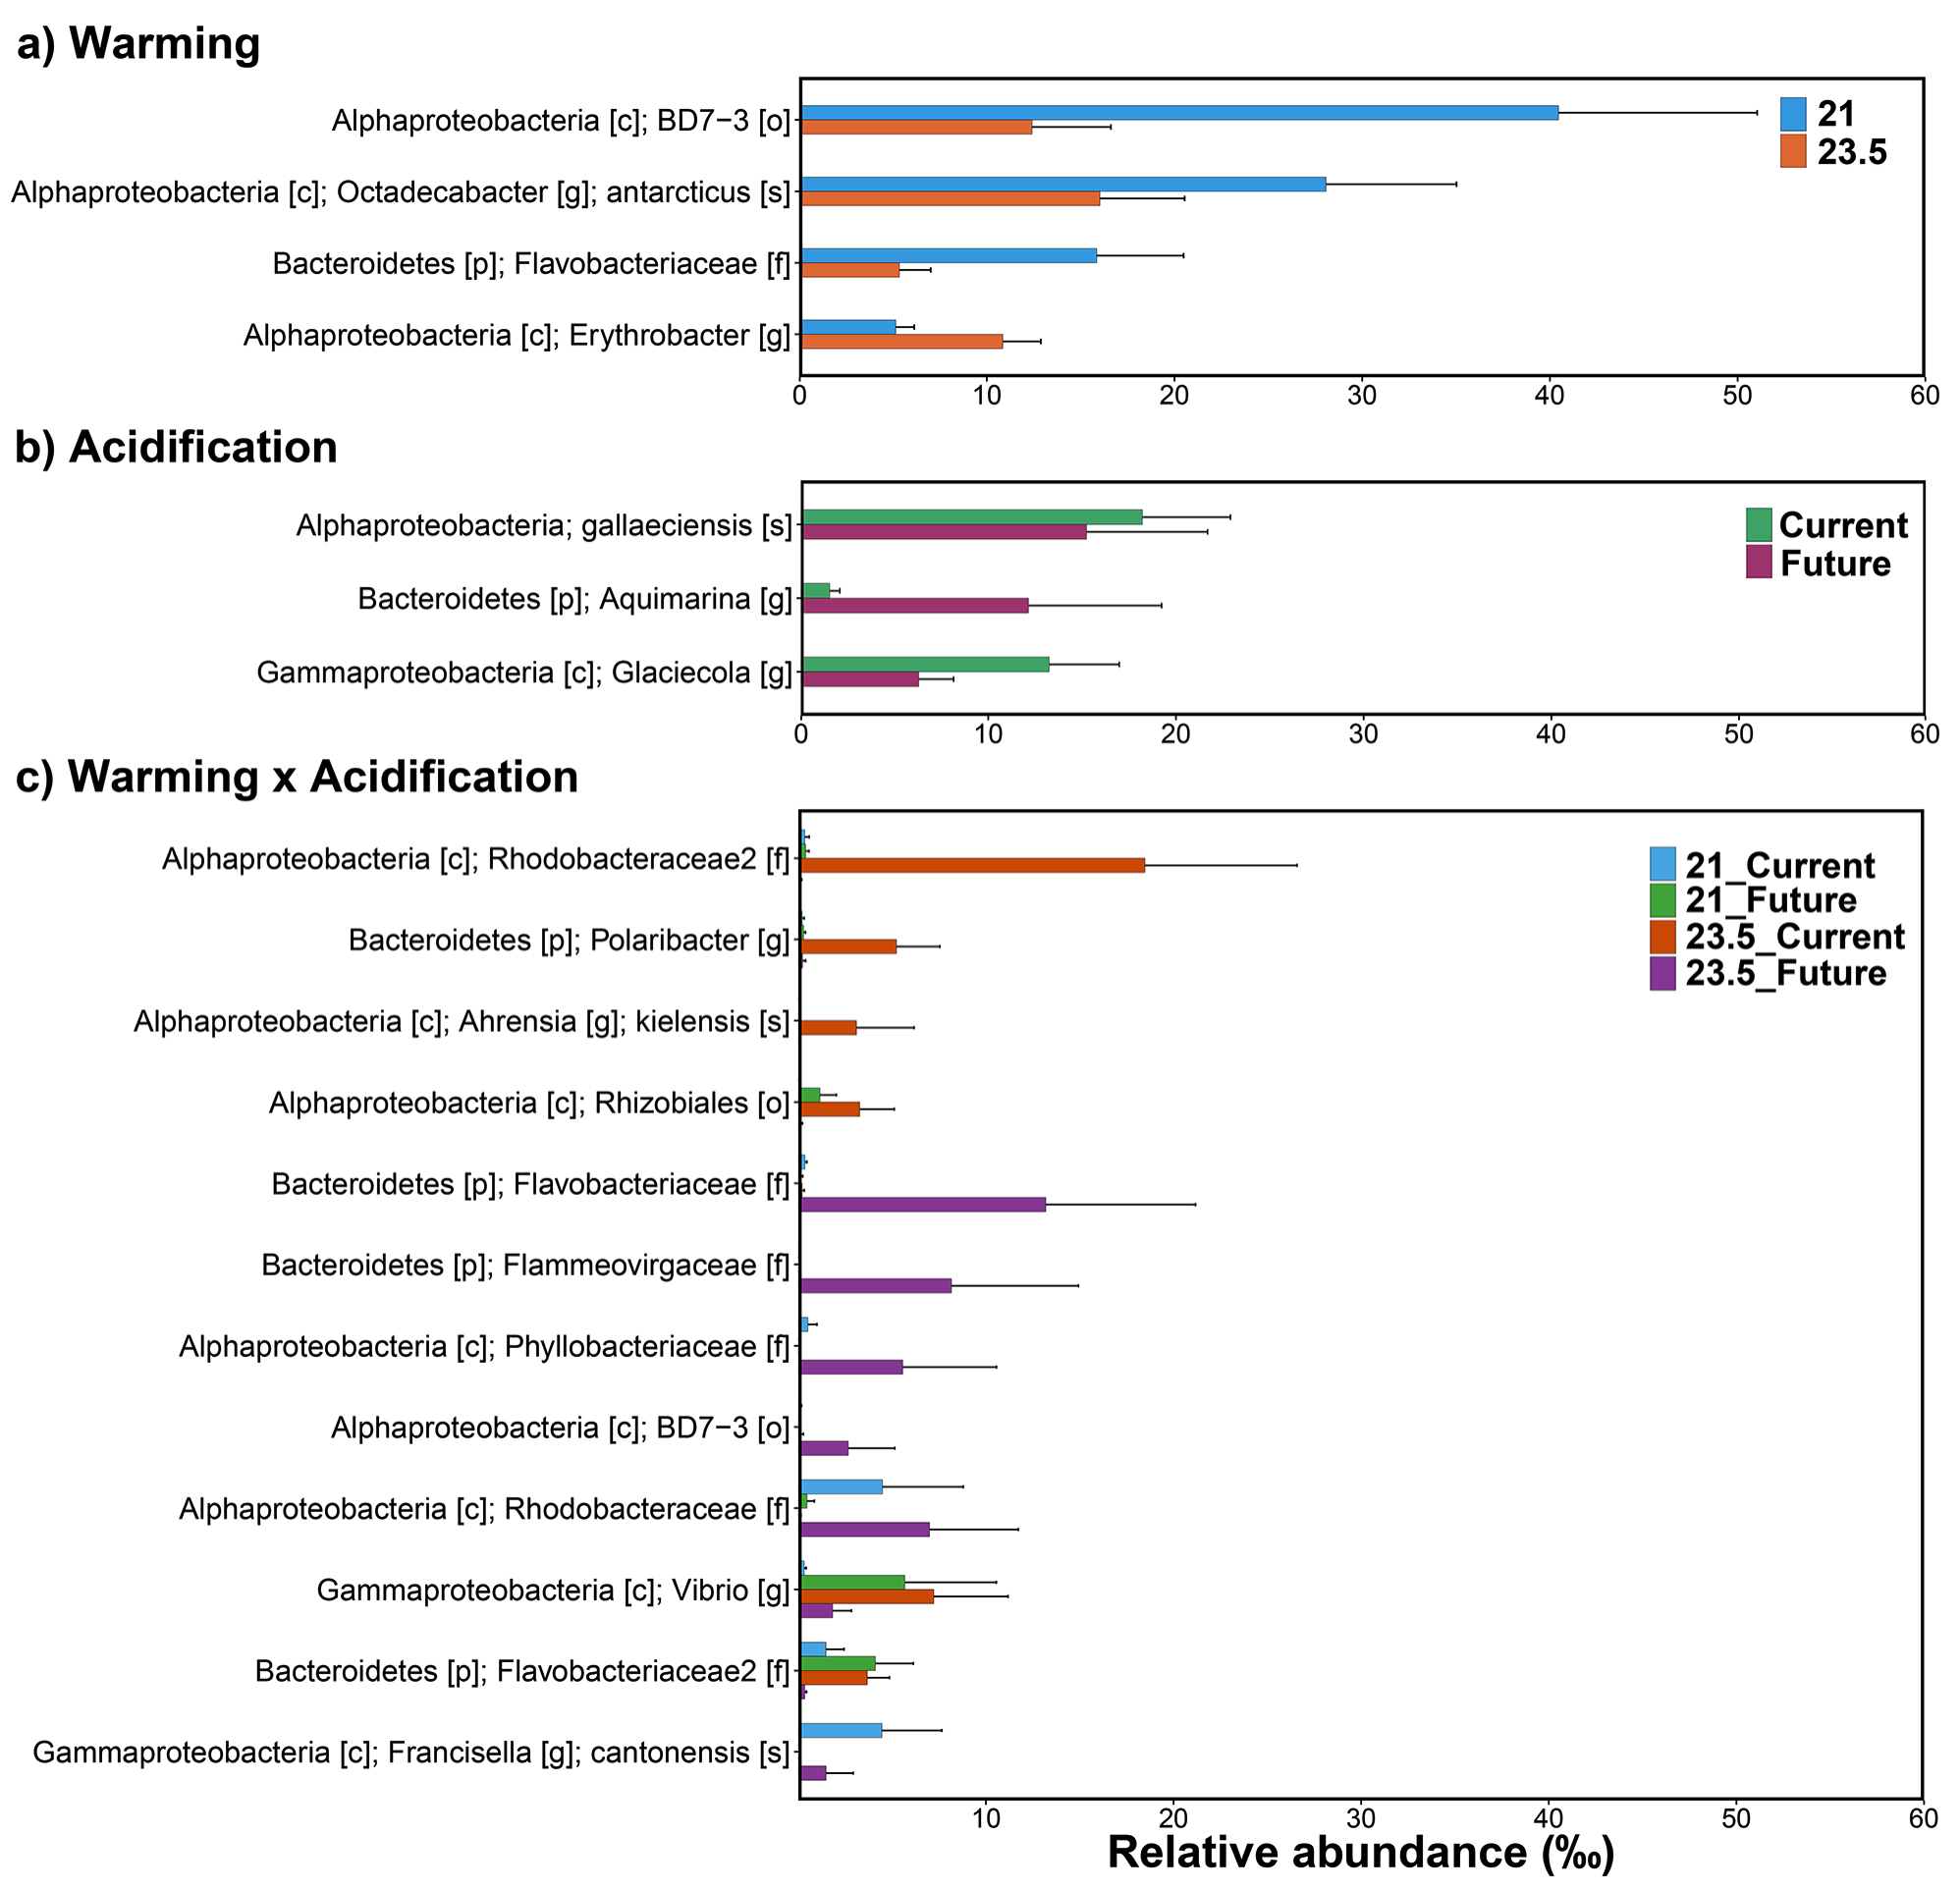 a) Warming
Alphaproteobacteria [c]; BD7−3 [o]
Alphaproteobacteria [c]; Octadecabacter [g]; antarcticus [s]
Bacteroidetes [p]; Flavobacteriaceae [f]
Alphaproteobacteria [c]; Erythrobacter [g]
21
23.5
0 10 20 30 40 50 60
b) Acidification
Alphaproteobacteria; gallaeciensis [s]
Bacteroidetes [p]; Aquimarina [g]
Gammaproteobacteria [c]; Glaciecola [g]
Current
Future
0 10 20 30 40 50 60
c) Warming x Acidification
Alphaproteobacteria [c]; Rhodobacteraceae2 [f]
Bacteroidetes [p]; Polaribacter [g]
Alphaproteobacteria [c]; Ahrensia [g]; kielensis [s]
Alphaproteobacteria [c]; Rhizobiales [o]
Bacteroidetes [p]; Flavobacteriaceae [f]
Bacteroidetes [p]; Flammeovirgaceae [f]
Alphaproteobacteria [c]; Phyllobacteriaceae [f]
Alphaproteobacteria [c]; BD7−3 [o]
Alphaproteobacteria [c]; Rhodobacteraceae [f]
Gammaproteobacteria [c]; Vibrio [g]
Bacteroidetes [p]; Flavobacteriaceae2 [f]
Gammaproteobacteria [c]; Francisella [g]; cantonensis [s]
21_Current
21_Future
23.5_Current
23.5_Future
10 20 30 40 50 60
Relative abundance (‰)